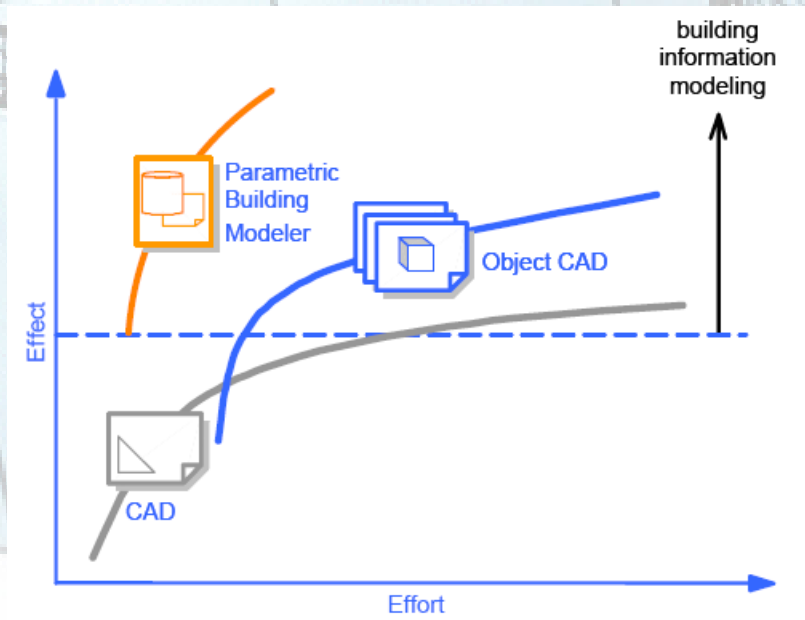 building
information
modeling
Parametric
Building
Modeler
Object CAD
Effect
CAD
Effort